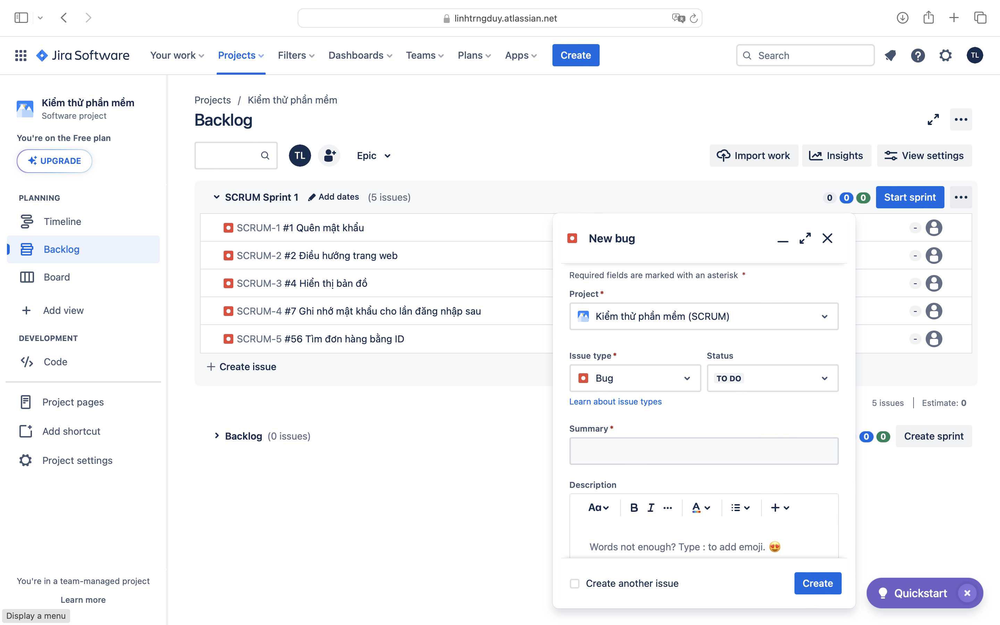 linhtrngduy.atlassian.net
Jira Software
Your work
Projects
Filters
Dashboards
Teams
Plans
Apps
Create
Search
TL
Kiểm thử phần mềm
Software project
You're on the Free plan
UPGRADE
PLANNING
Timeline
Backlog
Board
Add view
DEVELOPMENT
Code
Project pages
Add shortcut
Project settings
You're in a team-managed project
Learn more
Display a menu
Projects / Kiểm thử phần mềm
Backlog
TL
Epic
Import work
Insights
View settings
SCRUM Sprint 1 Add dates (5 issues)
0 0 0
Start sprint
SCRUM-1 #1 Quên mật khẩu
-
SCRUM-2 #2 Điều hướng trang web
-
SCRUM-3 #4 Hiển thị bản đồ
-
SCRUM-4 #7 Ghi nhớ mật khẩu cho lần đăng nhập sau
-
SCRUM-5 #56 Tìm đơn hàng bằng ID
-
+ Create issue
5 issues | Estimate: 0
Backlog (0 issues)
0 0
Create sprint
New bug
Required fields are marked with an asterisk *
Project *
Kiểm thử phần mềm (SCRUM)
Issue type *
Status
Bug
TO DO
Learn about issue types
Summary *
Description
Aa B I ... A +
Words not enough? Type : to add emoji. 😍
Create another issue
Create
Quickstart